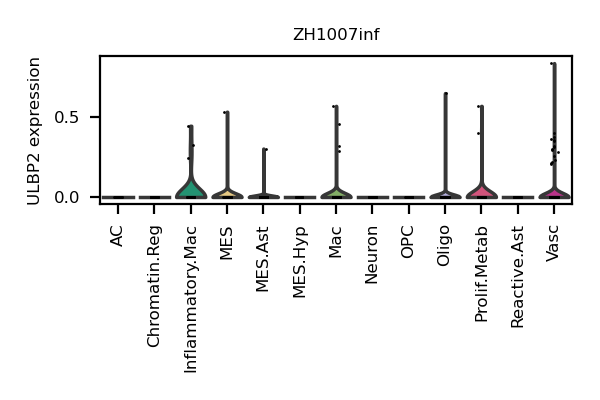 ZH1007inf
ULBP2 expression
0.5
0.0
AC
Chromatin.Reg
Inflammatory.Mac
MES
MES.Ast
MES.Hyp
Mac
Neuron
OPC
Oligo
Prolif.Metab
Reactive.Ast
Vasc